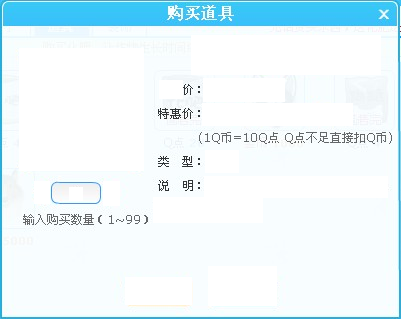 购买道具
价：
特惠价：
(1Q币=10Q点 Q点不足直接扣Q币)
类 型：
说 明：
输入购买数量（1~99）